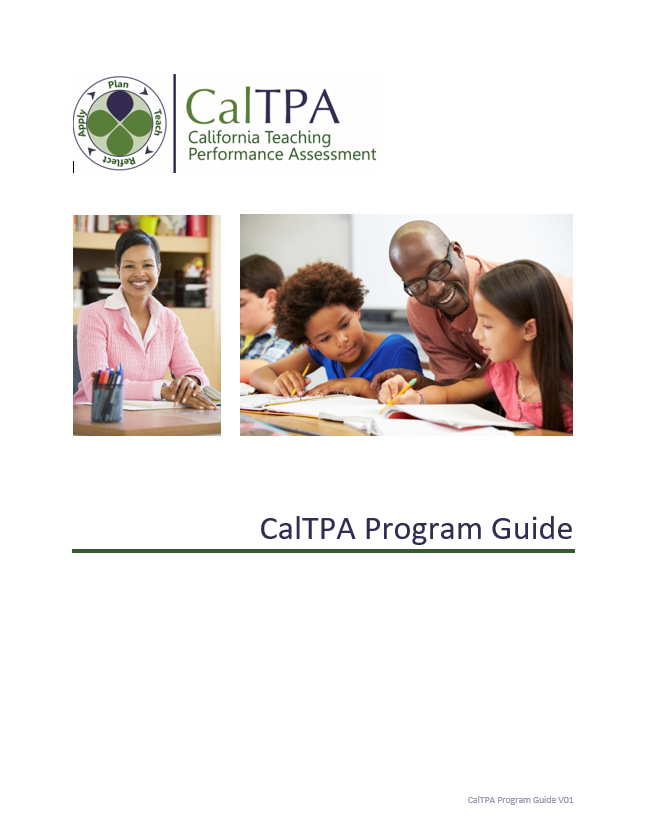 Plan
Teach
Reflect
Apply
CalTPA
California Teaching
Performance Assessment
CalTPA Program Guide
CalTPA Program Guide V01